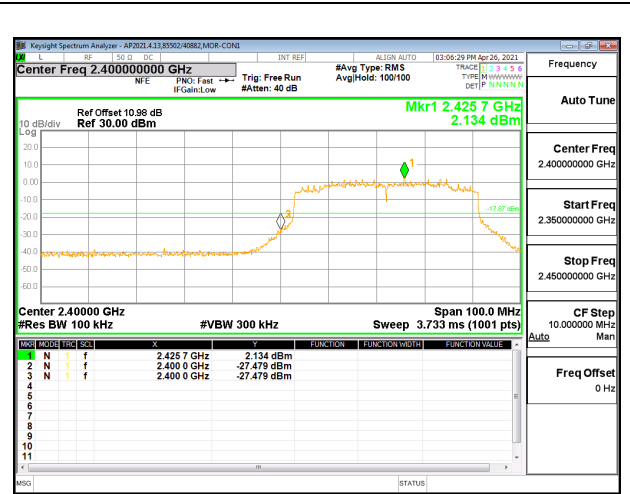 Keysight Spectrum Analyzer - AP2021.4.13,85502/40882,MOR-CON1
LXI L RF 50 Ω DC INT REF ALIGN AUTO 03:06:29 PM Apr 26, 2021
Center Freq 2.400000000 GHz #Avg Type: RMS TRACE 1 2 3 4 5 6
NFE PNO: Fast Trig: Free Run Avg|Hold: 100/100 TYPE M WWWWW
IFGain:Low #Atten: 40 dB DET P N N N N N
Frequency
Auto Tune
Center Freq
2.400000000 GHz
Start Freq
2.350000000 GHz
Stop Freq
2.450000000 GHz
CF Step
10.000000 MHz
Auto Man
Freq Offset
0 Hz
Mkr1 2.425 7 GHz
2.134 dBm
Ref Offset 10.98 dB
10 dB/div Ref 30.00 dBm
Log
20.0
10.0
0.00
-10.0
-20.0
-30.0
-40.0
-50.0
-60.0
1
3
-17.87 dBm
Center 2.40000 GHz Span 100.0 MHz
#Res BW 100 kHz #VBW 300 kHz Sweep 3.733 ms (1001 pts)
MKR MODE TRC SCL X Y FUNCTION FUNCTION WIDTH FUNCTION VALUE
1 N 1 f 2.425 7 GHz 2.134 dBm
2 N 1 f 2.400 0 GHz -27.479 dBm
3 N 1 f 2.400 0 GHz -27.479 dBm
4
5
6
7
8
9
10
11
MSG STATUS